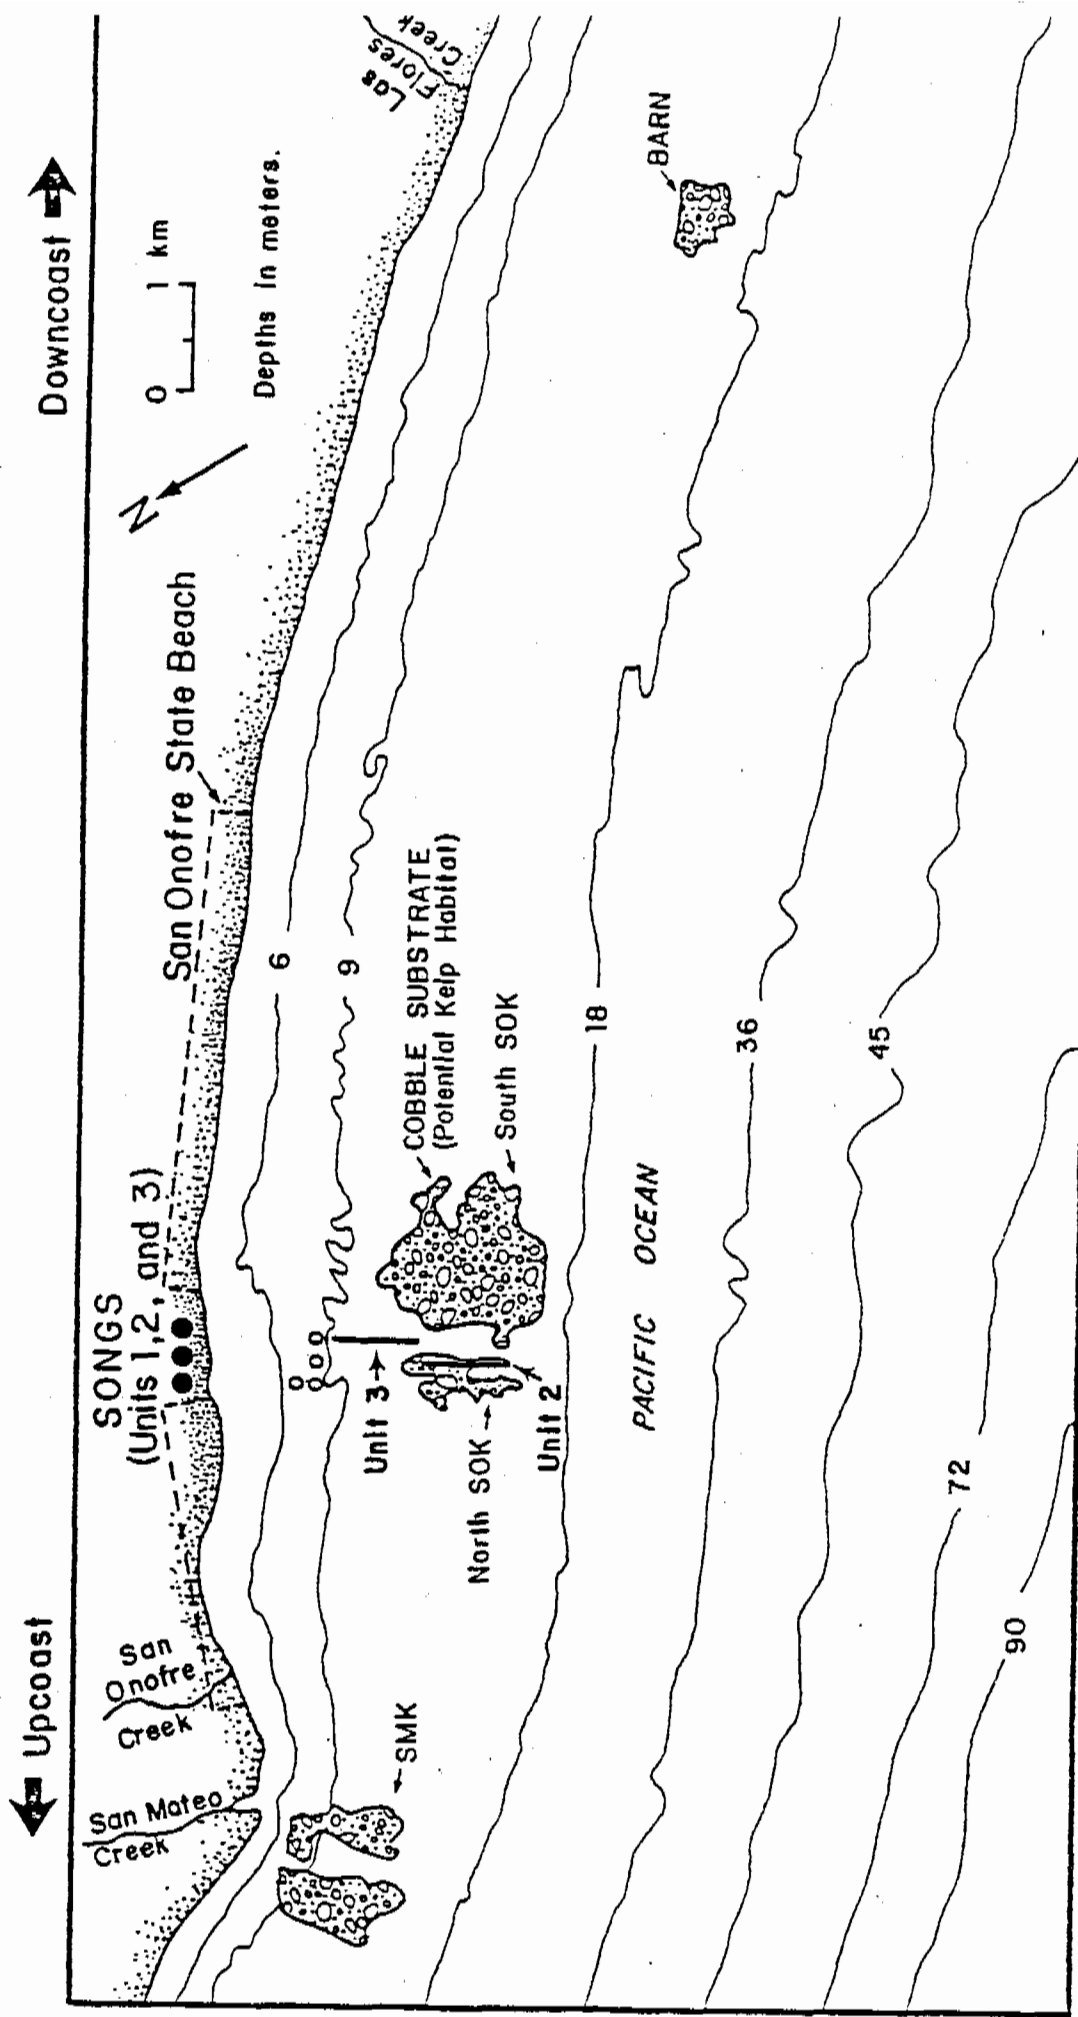 Upcoast
Downcoast
SONGS
(Units 1, 2, and 3)
San Onofre State Beach
San Mateo
Creek
San
Onofre
Creek
Las
Flores
Creek
N
0 1 km
Depths in meters.
6
9
18
36
45
72
90
COBBLE SUBSTRATE
(Potential Kelp Habitat)
South SOK
Unit 3
North SOK
Unit 2
SMK
BARN
PACIFIC OCEAN